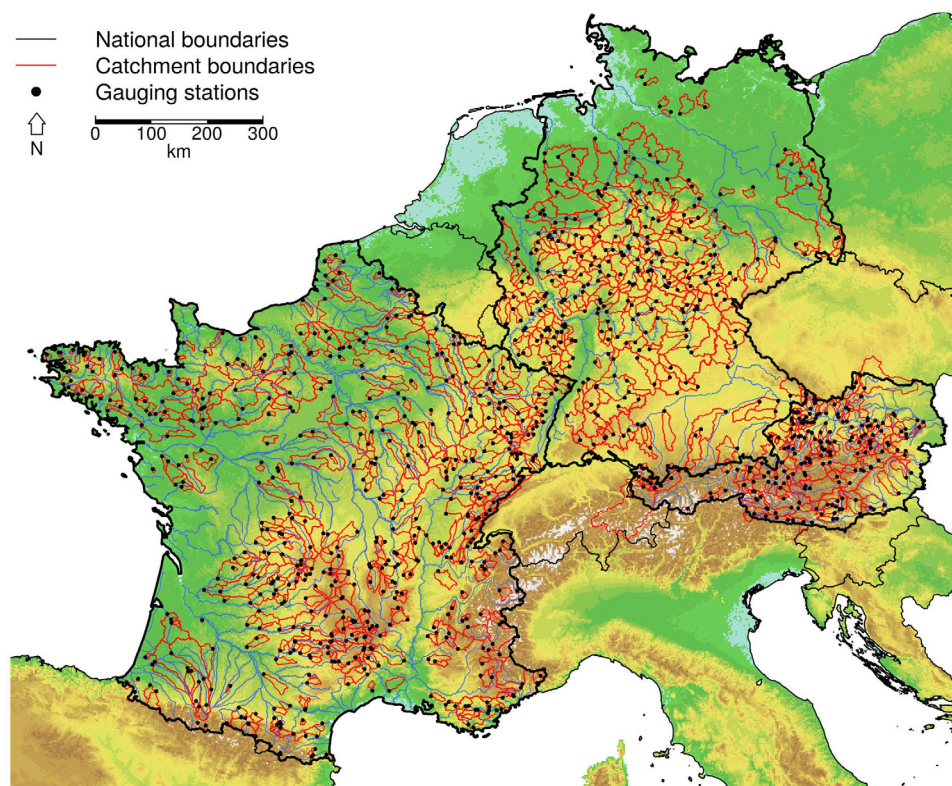 National boundaries
Catchment boundaries
Gauging stations
N
0 100 200 300
km